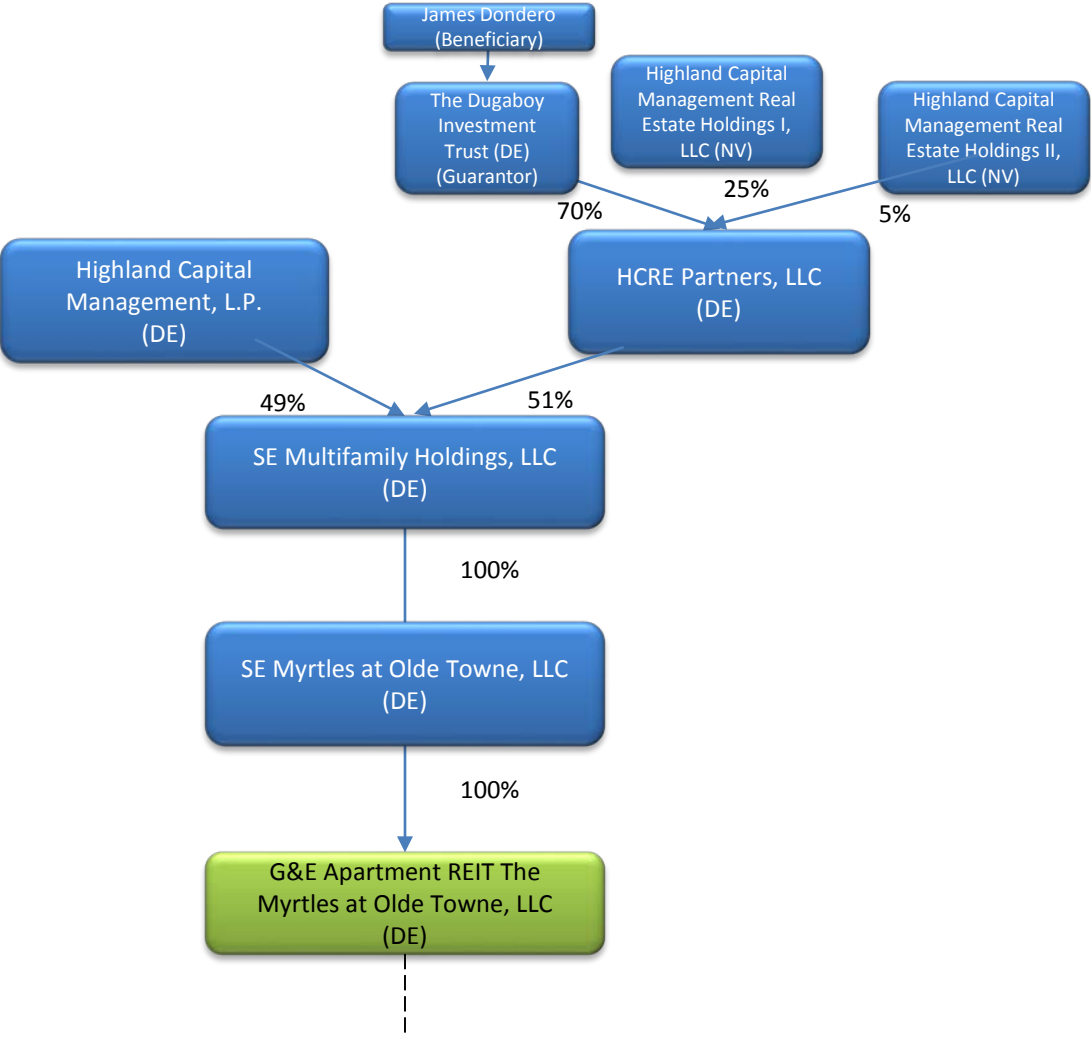 James Dondero
(Beneficiary)
The Dugaboy
Investment
Trust (DE)
(Guarantor)
Highland Capital
Management Real
Estate Holdings I,
LLC (NV)
Highland Capital
Management Real
Estate Holdings II,
LLC (NV)
70%
25%
5%
Highland Capital
Management, L.P.
(DE)
HCRE Partners, LLC
(DE)
49%
51%
SE Multifamily Holdings, LLC
(DE)
100%
SE Myrtles at Olde Towne, LLC
(DE)
100%
G&E Apartment REIT The
Myrtles at Olde Towne, LLC
(DE)